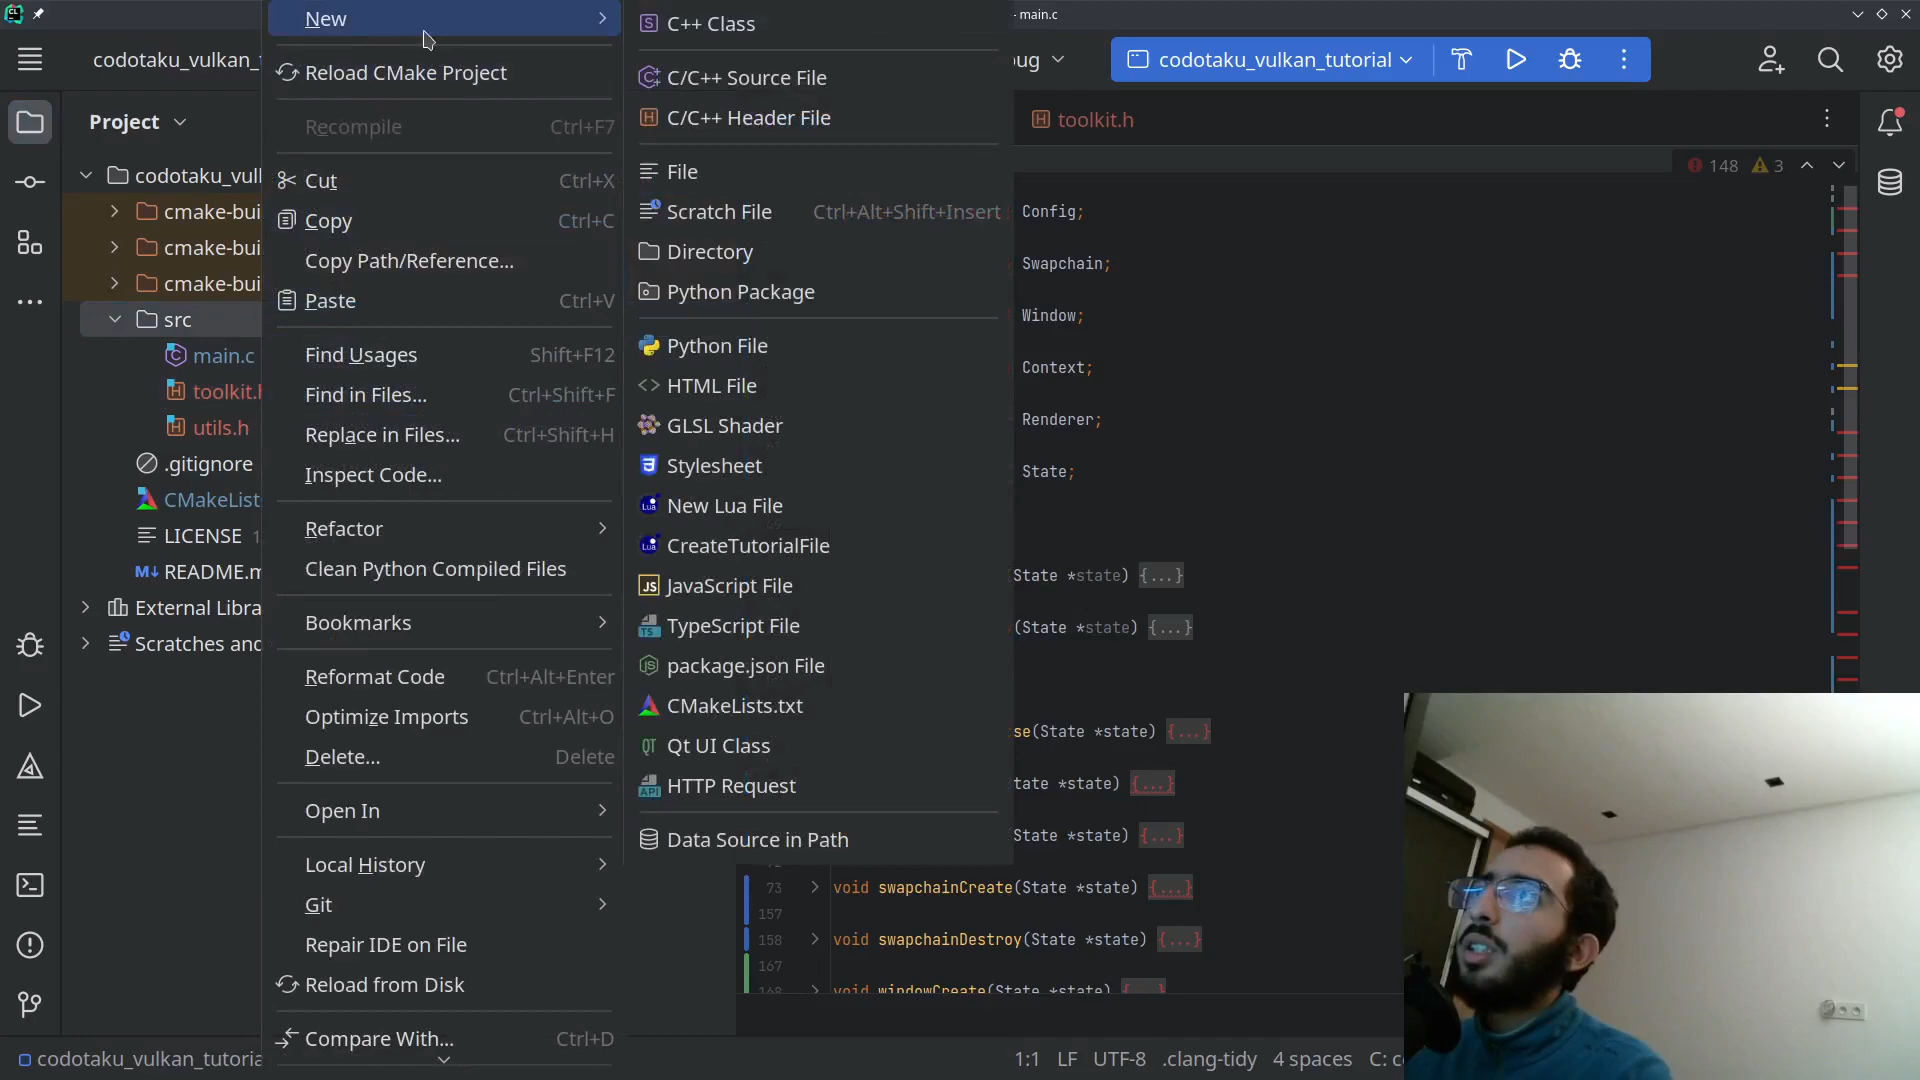 - main.c
codotaku_vulkan_t
ug
codotaku_vulkan_tutorial
Project
codotaku_vul
cmake-bui
cmake-bui
cmake-bui
src
main.c
toolkit.h
utils.h
.gitignore
CMakeList
LICENSE
README.m
External Libra
Scratches and
New
Reload CMake Project
Recompile Ctrl+F7
Cut Ctrl+X
Copy Ctrl+C
Copy Path/Reference...
Paste Ctrl+V
Find Usages Shift+F12
Find in Files... Ctrl+Shift+F
Replace in Files... Ctrl+Shift+H
Inspect Code...
Refactor
Clean Python Compiled Files
Bookmarks
Reformat Code Ctrl+Alt+Enter
Optimize Imports Ctrl+Alt+O
Delete... Delete
Open In
Local History
Git
Repair IDE on File
Reload from Disk
Compare With... Ctrl+D
C++ Class
C/C++ Source File
C/C++ Header File
File
Scratch File Ctrl+Alt+Shift+Insert
Directory
Python Package
Python File
HTML File
GLSL Shader
Stylesheet
New Lua File
CreateTutorialFile
JavaScript File
TypeScript File
package.json File
CMakeLists.txt
Qt UI Class
HTTP Request
Data Source in Path
toolkit.h
148 3
Config;
Swapchain;
Window;
Context;
Renderer;
State;
State *state) {...}
(State *state) {...}
se(State *state) {...}
tate *state) {...}
State *state) {...}
73 void swapchainCreate(State *state) {...}
157
158 void swapchainDestroy(State *state) {...}
167
168 void windowCreate(State *state) {...}
codotaku_vulkan_tutoria
1:1 LF UTF-8 .clang-tidy 4 spaces C: c